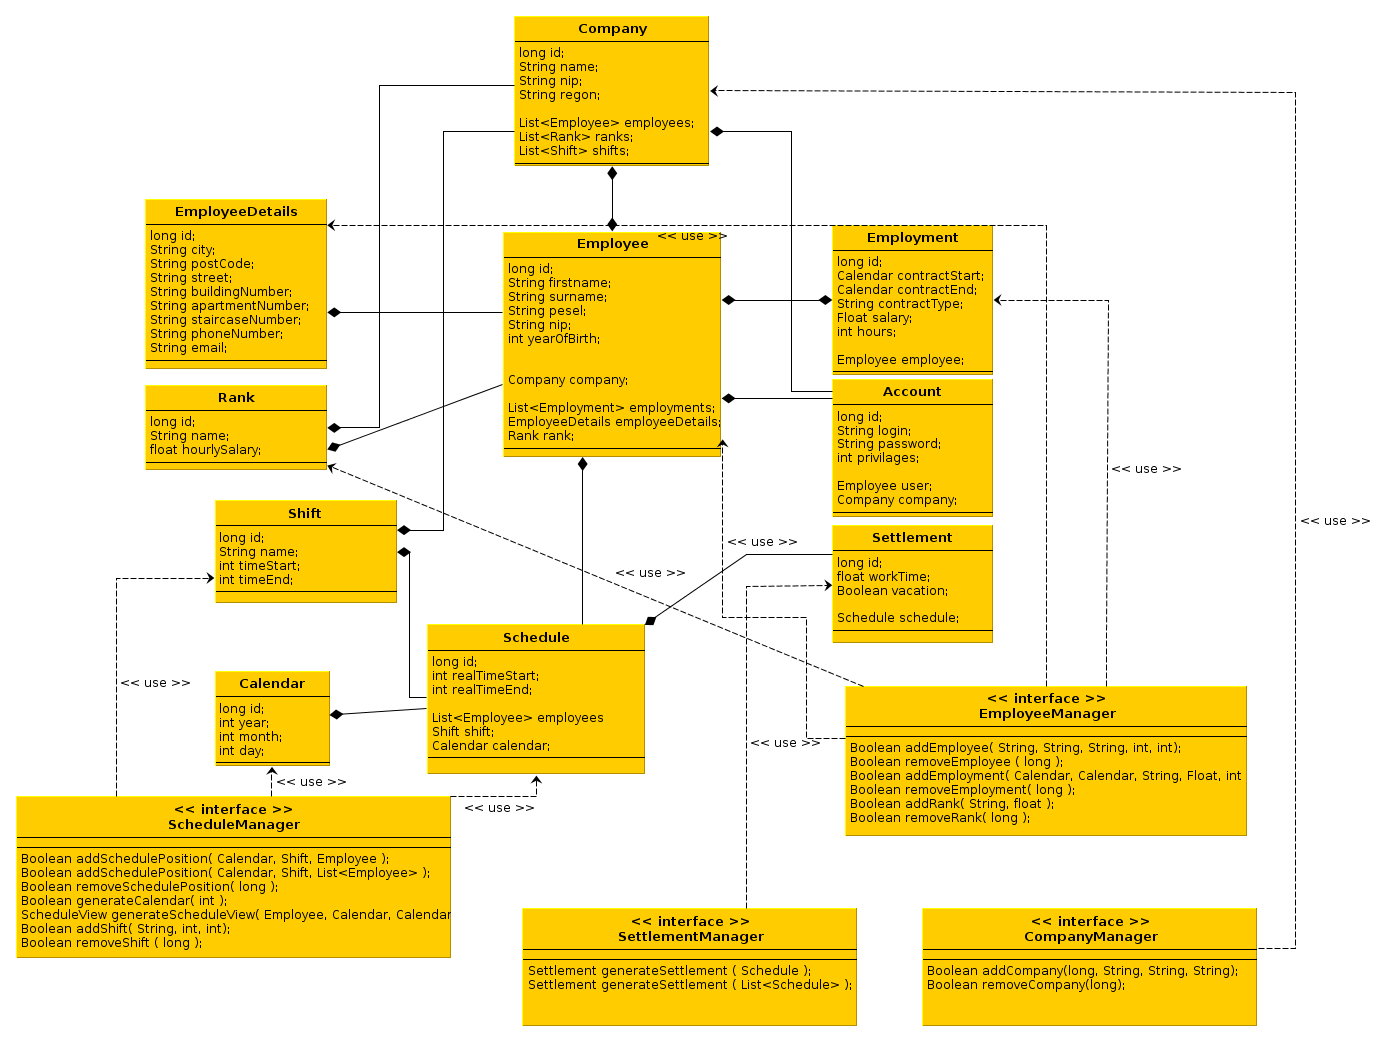 Company
long id;
String name;
String nip;
String regon;
List<Employee> employees;
List<Rank> ranks;
List<Shift> shifts;
EmployeeDetails
long id;
String city;
String postCode;
String street;
String buildingNumber;
String apartmentNumber;
String staircaseNumber;
String phoneNumber;
String email;
<< use >>
Employee
long id;
String firstname;
String surname;
String pesel;
String nip;
int yearOfBirth;
Company company;
List<Employment> employments;
EmployeeDetails employeeDetails;
Rank rank;
Employment
long id;
Calendar contractStart;
Calendar contractEnd;
String contractType;
Float salary;
int hours;
Employee employee;
Rank
long id;
String name;
float hourlySalary;
Account
long id;
String login;
String password;
int privilages;
Employee user;
Company company;
<< use >>
<< use >>
Shift
long id;
String name;
int timeStart;
int timeEnd;
<< use >>
<< use >>
Settlement
long id;
float workTime;
Boolean vacation;
Schedule schedule;
Schedule
long id;
int realTimeStart;
int realTimeEnd;
List<Employee> employees
Shift shift;
Calendar calendar;
<< use >>
Calendar
long id;
int year;
int month;
int day;
<< use >>
<< use >>
<< use >>
<< interface >>
EmployeeManager
Boolean addEmployee( String, String, String, int, int);
Boolean removeEmployee ( long );
Boolean addEmployment( Calendar, Calendar, String, Float, int
Boolean removeEmployment( long );
Boolean addRank( String, float );
Boolean removeRank( long );
<< interface >>
ScheduleManager
Boolean addSchedulePosition( Calendar, Shift, Employee );
Boolean addSchedulePosition( Calendar, Shift, List<Employee> );
Boolean removeSchedulePosition( long );
Boolean generateCalendar( int );
ScheduleView generateScheduleView( Employee, Calendar, Calendar
Boolean addShift( String, int, int);
Boolean removeShift ( long );
<< interface >>
SettlementManager
Settlement generateSettlement ( Schedule );
Settlement generateSettlement ( List<Schedule> );
<< interface >>
CompanyManager
Boolean addCompany(long, String, String, String);
Boolean removeCompany(long);